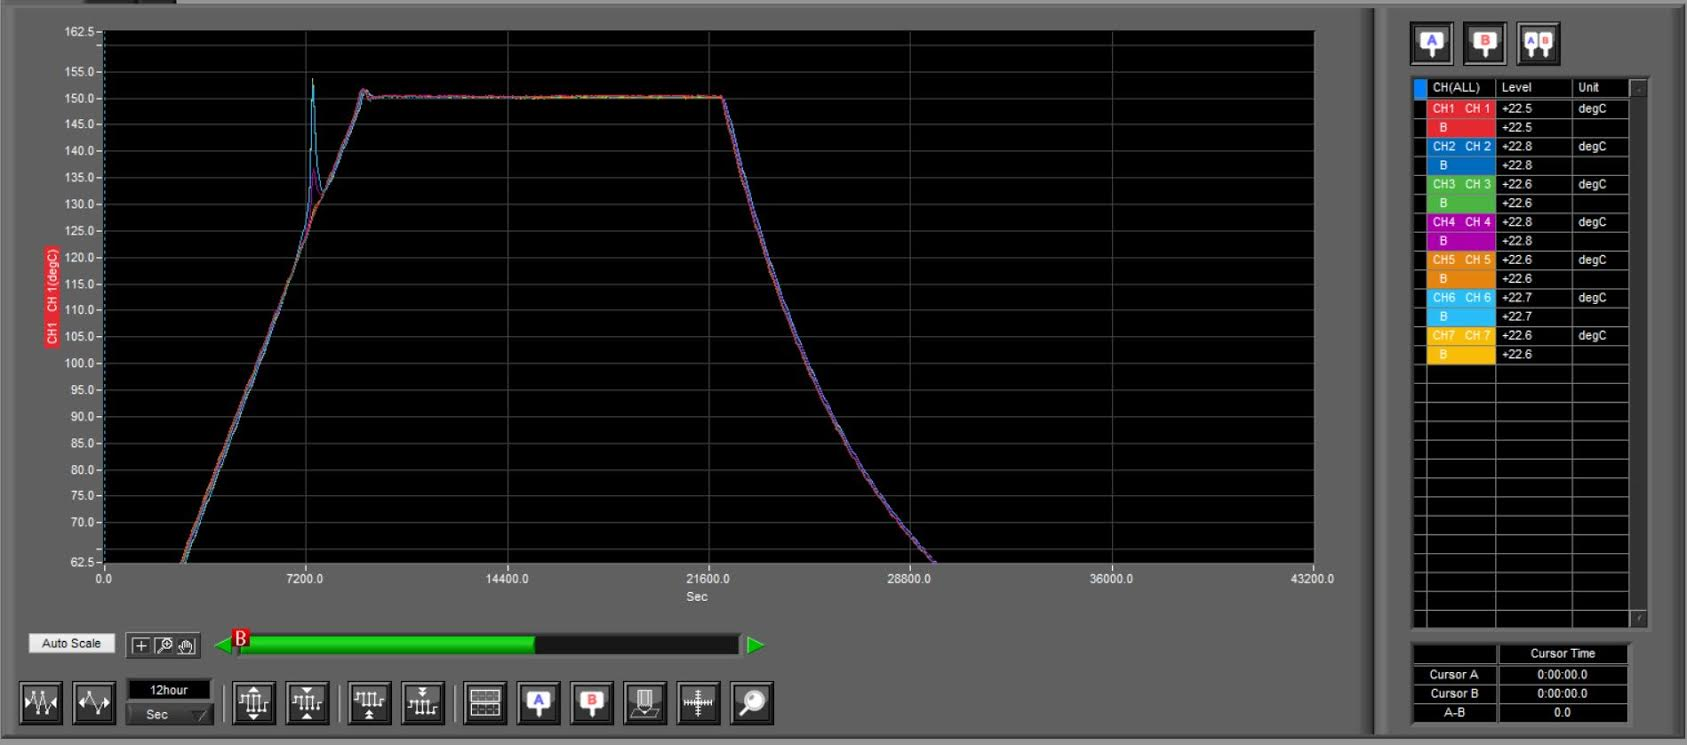 162.5
155.0
150.0
145.0
140.0
135.0
130.0
125.0
120.0
115.0
110.0
105.0
100.0
95.0
90.0
85.0
80.0
75.0
70.0
62.5
CH1 CH 1(degC)
0.0 7200.0 14400.0 21600.0 28800.0 36000.0 43200.0
Sec
Auto Scale
B
12hour
Sec
A
B
A
B
A B
CH(ALL) Level Unit
CH1 CH 1 +22.5 degC
B +22.5
CH2 CH 2 +22.8 degC
B +22.8
CH3 CH 3 +22.6 degC
B +22.6
CH4 CH 4 +22.8 degC
B +22.8
CH5 CH 5 +22.6 degC
B +22.6
CH6 CH 6 +22.7 degC
B +22.7
CH7 CH 7 +22.6 degC
B +22.6
Cursor Time
Cursor A 0:00:00.0
Cursor B 0:00:00.0
A-B 0.0